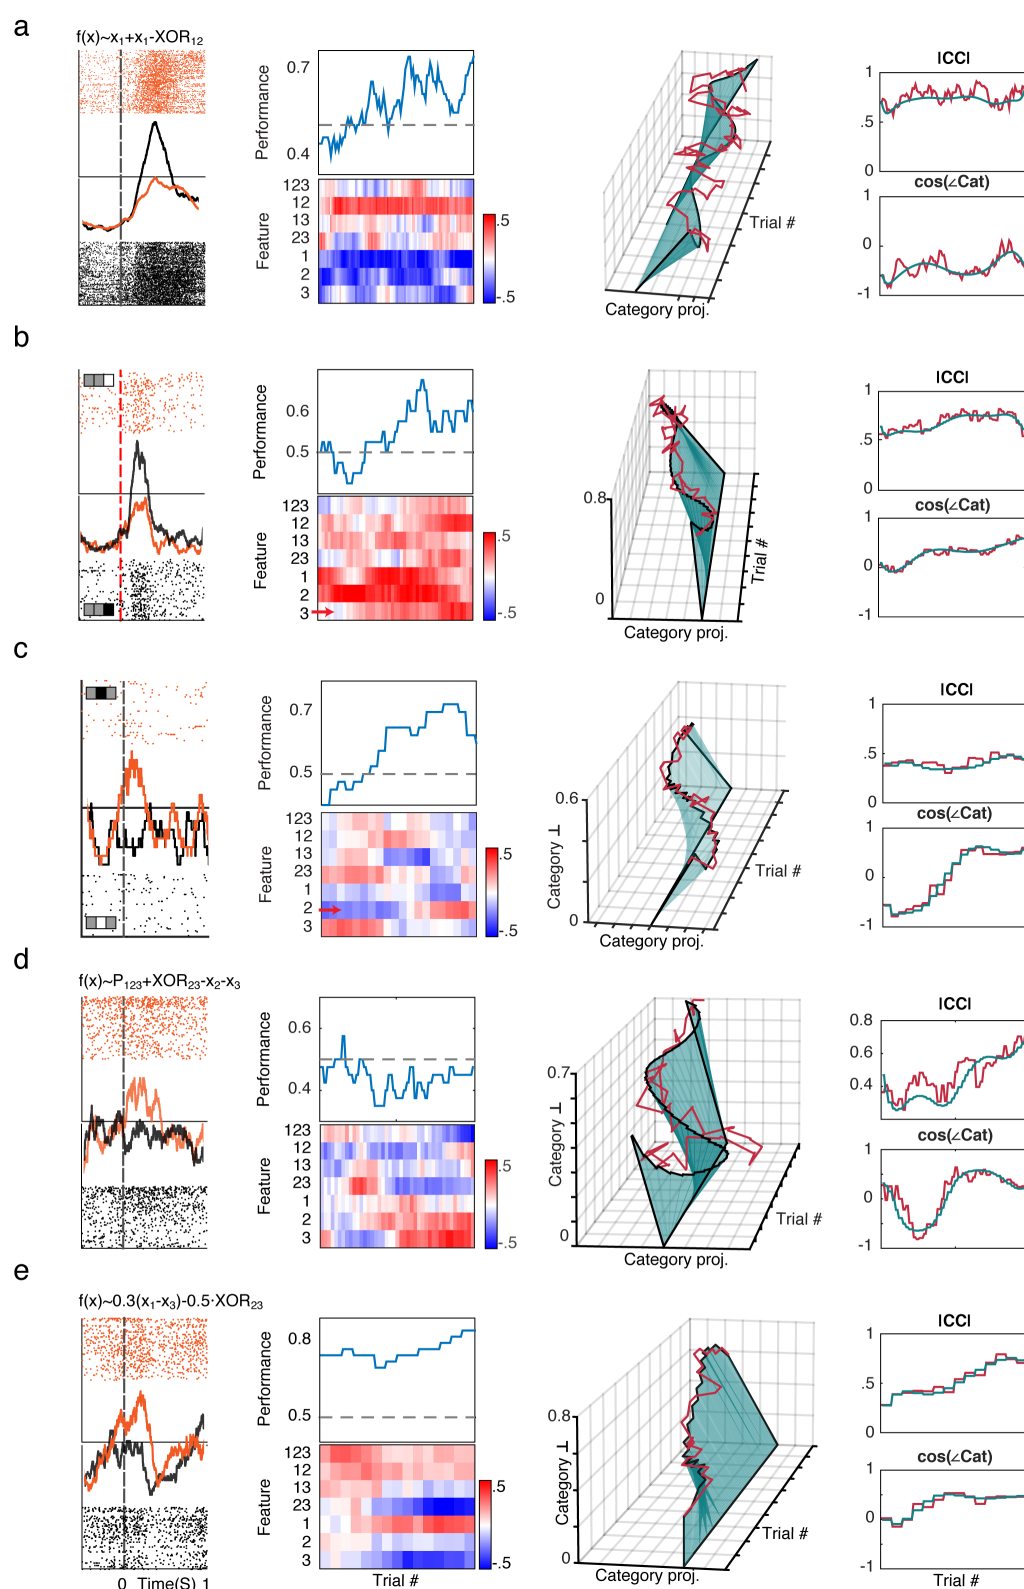 a
f(x)~x1+x1-XOR12
0.7
0.4
Performance
123
12
13
23
1
2
3
Feature
.5
-.5
Trial #
Category proj.
|CC|
1
.5
0
cos(∠Cat)
1
0
-1
b
0.6
0.5
Performance
123
12
13
23
1
2
3
Feature
.5
-.5
0.8
0
Trial #
Category proj.
|CC|
1
.5
0
cos(∠Cat)
1
0
-1
c
0.7
0.5
Performance
123
12
13
23
1
2
3
Feature
.5
-.5
0.6
0
Category ⊥
Trial #
Category proj.
|CC|
1
.5
0
cos(∠Cat)
1
0
-1
d
f(x)~P123+XOR23-x2-x3
0.6
0.4
Performance
123
12
13
23
1
2
3
Feature
.5
-.5
0.7
0
Category ⊥
Trial #
Category proj.
|CC|
0.8
0.6
0.4
cos(∠Cat)
1
0
-1
e
f(x)~0.3(x1-x3)-0.5·XOR23
0 Time(S) 1
0.8
0.5
Performance
123
12
13
23
1
2
3
Feature
Trial #
.5
-.5
0.8
0
Category ⊥
Trial #
Category proj.
|CC|
1
.5
0
cos(∠Cat)
1
0
-1
Trial #